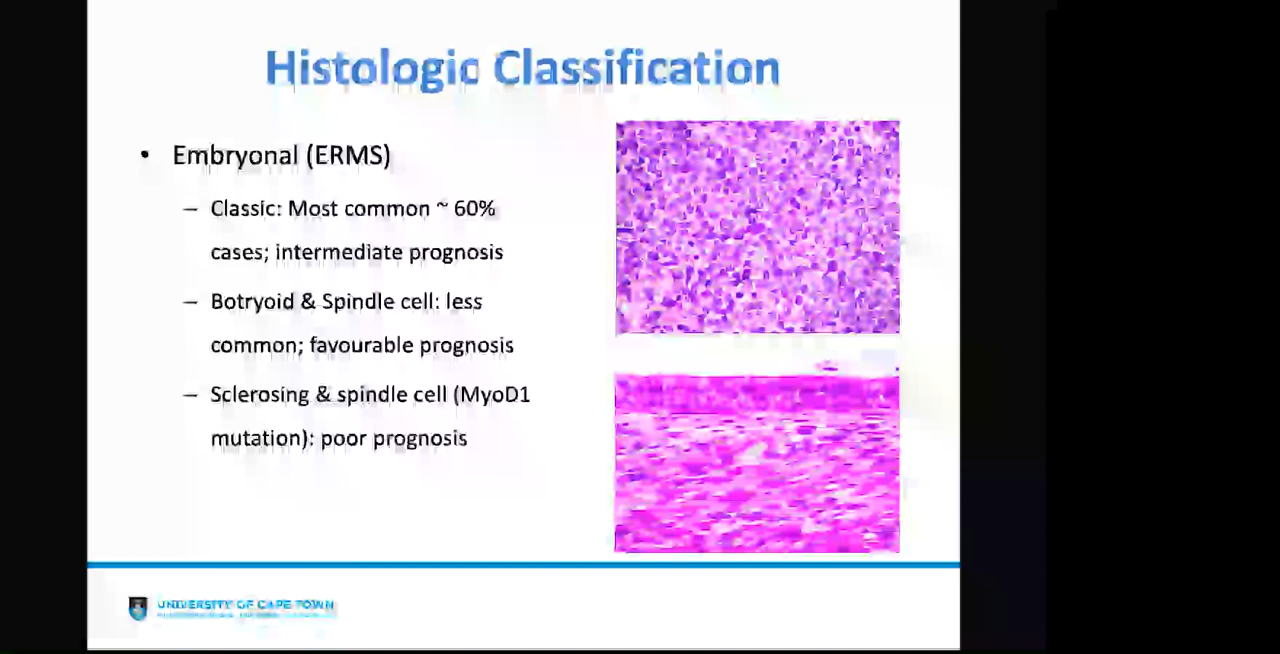 Histologic Classification
• Embryonal (ERMS)
– Classic: Most common ~ 60%
cases; intermediate prognosis
– Botryoid & Spindle cell: less
common; favourable prognosis
– Sclerosing & spindle cell (MyoD1
mutation): poor prognosis
UNIVERSITY OF CAPE TOWN